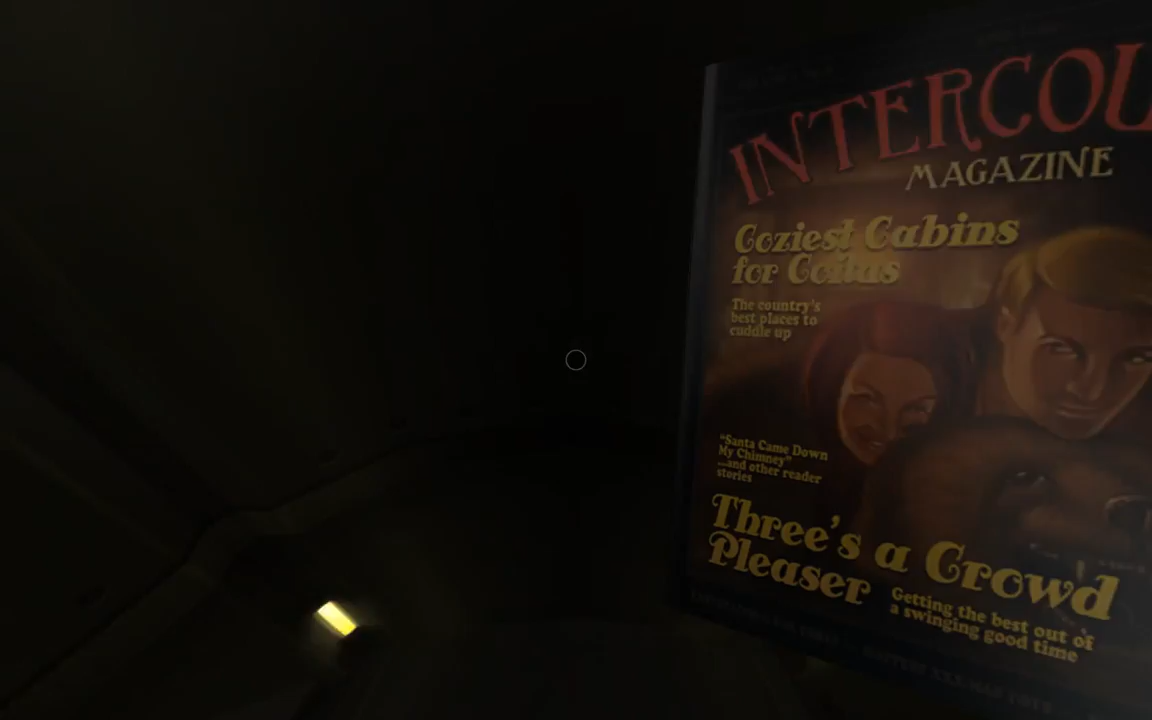 INTERCOU
MAGAZINE
Coziest Cabins
for Coitus
The country's
best places to
cuddle up
"Santa Came Down
My Chimney"
...and other reader
stories
Three's a Crowd
Pleaser
Getting the best out of
a swinging good time